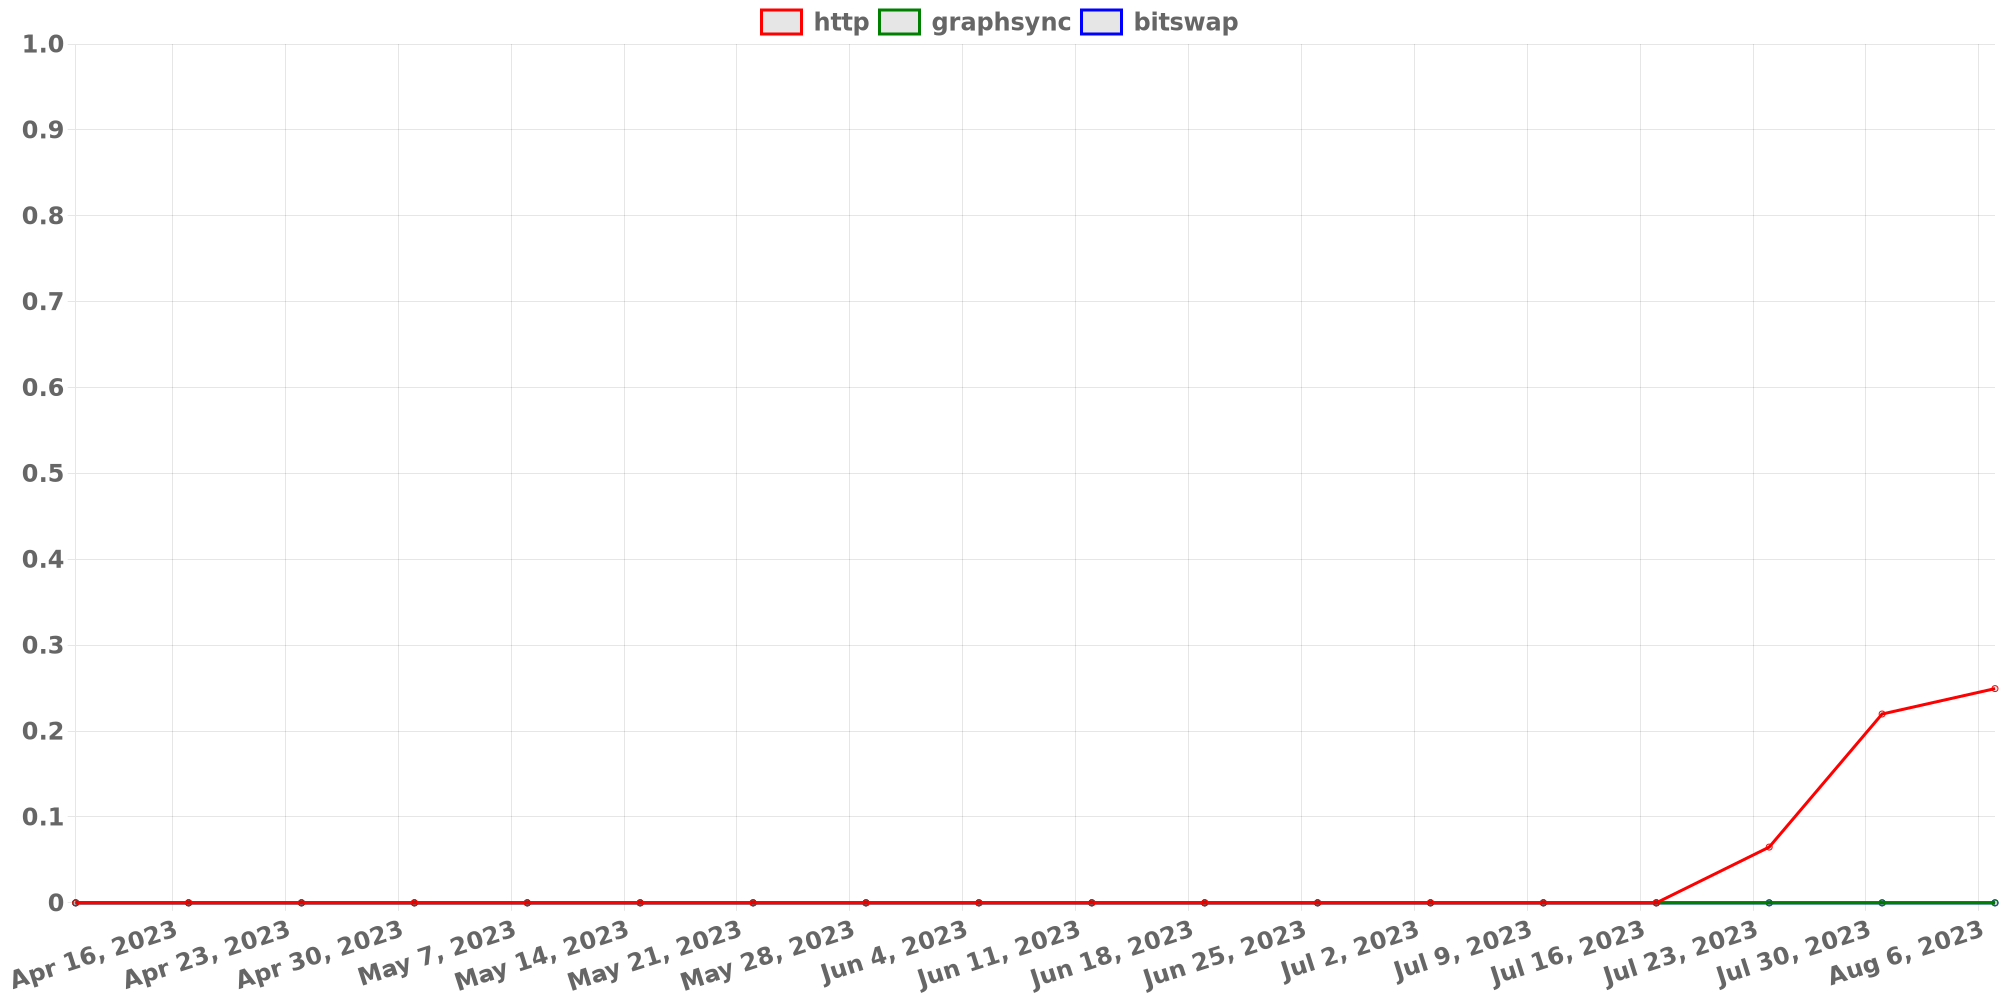 http graphsync bitswap
1.0
0.9
0.8
0.7
0.6
0.5
0.4
0.3
0.2
0.1
0
Apr 16, 2023
Apr 23, 2023
Apr 30, 2023
May 7, 2023
May 14, 2023
May 21, 2023
May 28, 2023
Jun 4, 2023
Jun 11, 2023
Jun 18, 2023
Jun 25, 2023
Jul 2, 2023
Jul 9, 2023
Jul 16, 2023
Jul 23, 2023
Jul 30, 2023
Aug 6, 2023